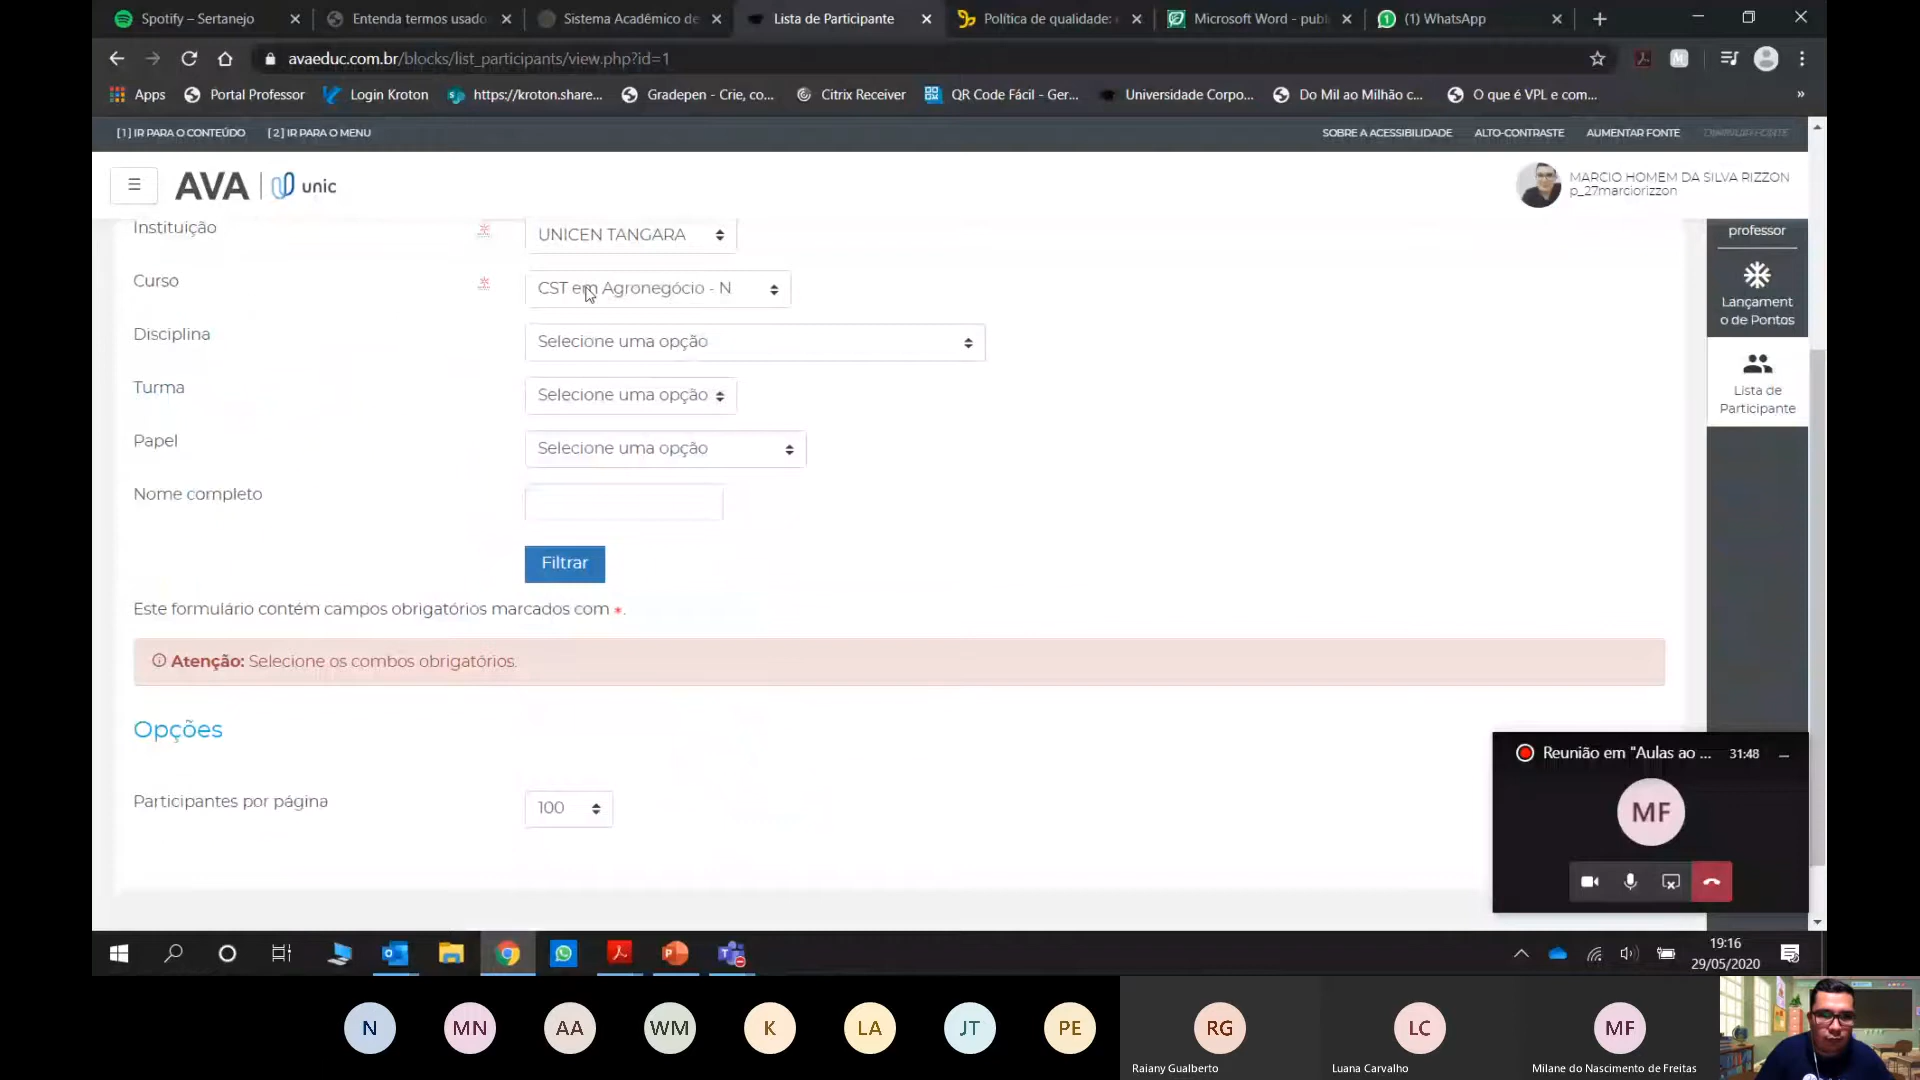 Spotify – Sertanejo
Entenda termos usado
Sistema Acadêmico de
Lista de Participante
Política de qualidade:
Microsoft Word - publ
(1) WhatsApp
avaeduc.com.br/blocks/list_participants/view.php?id=1
Apps
Portal Professor
Login Kroton
https://kroton.share...
Gradepen - Crie, co...
Citrix Receiver
QR Code Fácil - Ger...
Universidade Corpo...
Do Mil ao Milhão c...
O que é VPL e com...
»
[1] IR PARA O CONTEÚDO
[2] IR PARA O MENU
SOBRE A ACESSIBILIDADE
ALTO-CONTRASTE
AUMENTAR FONTE
AVA
unic
MARCIO HOMEM DA SILVA RIZZON
p_27marciorizzon
Instituição
UNICEN TANGARA
Curso
CST em Agronegócio - N
Disciplina
Selecione uma opção
Turma
Selecione uma opção
Papel
Selecione uma opção
Nome completo
Filtrar
Este formulário contém campos obrigatórios marcados com *.
Atenção: Selecione os combos obrigatórios.
Opções
Participantes por página
100
professor
Lançament
o de Pontos
Lista de
Participante
Reunião em "Aulas ao ...
31:48
MF
19:16
29/05/2020
N
MN
AA
WM
K
LA
JT
PE
RG
LC
MF
Raiany Gualberto
Luana Carvalho
Milane do Nascimento de Freitas